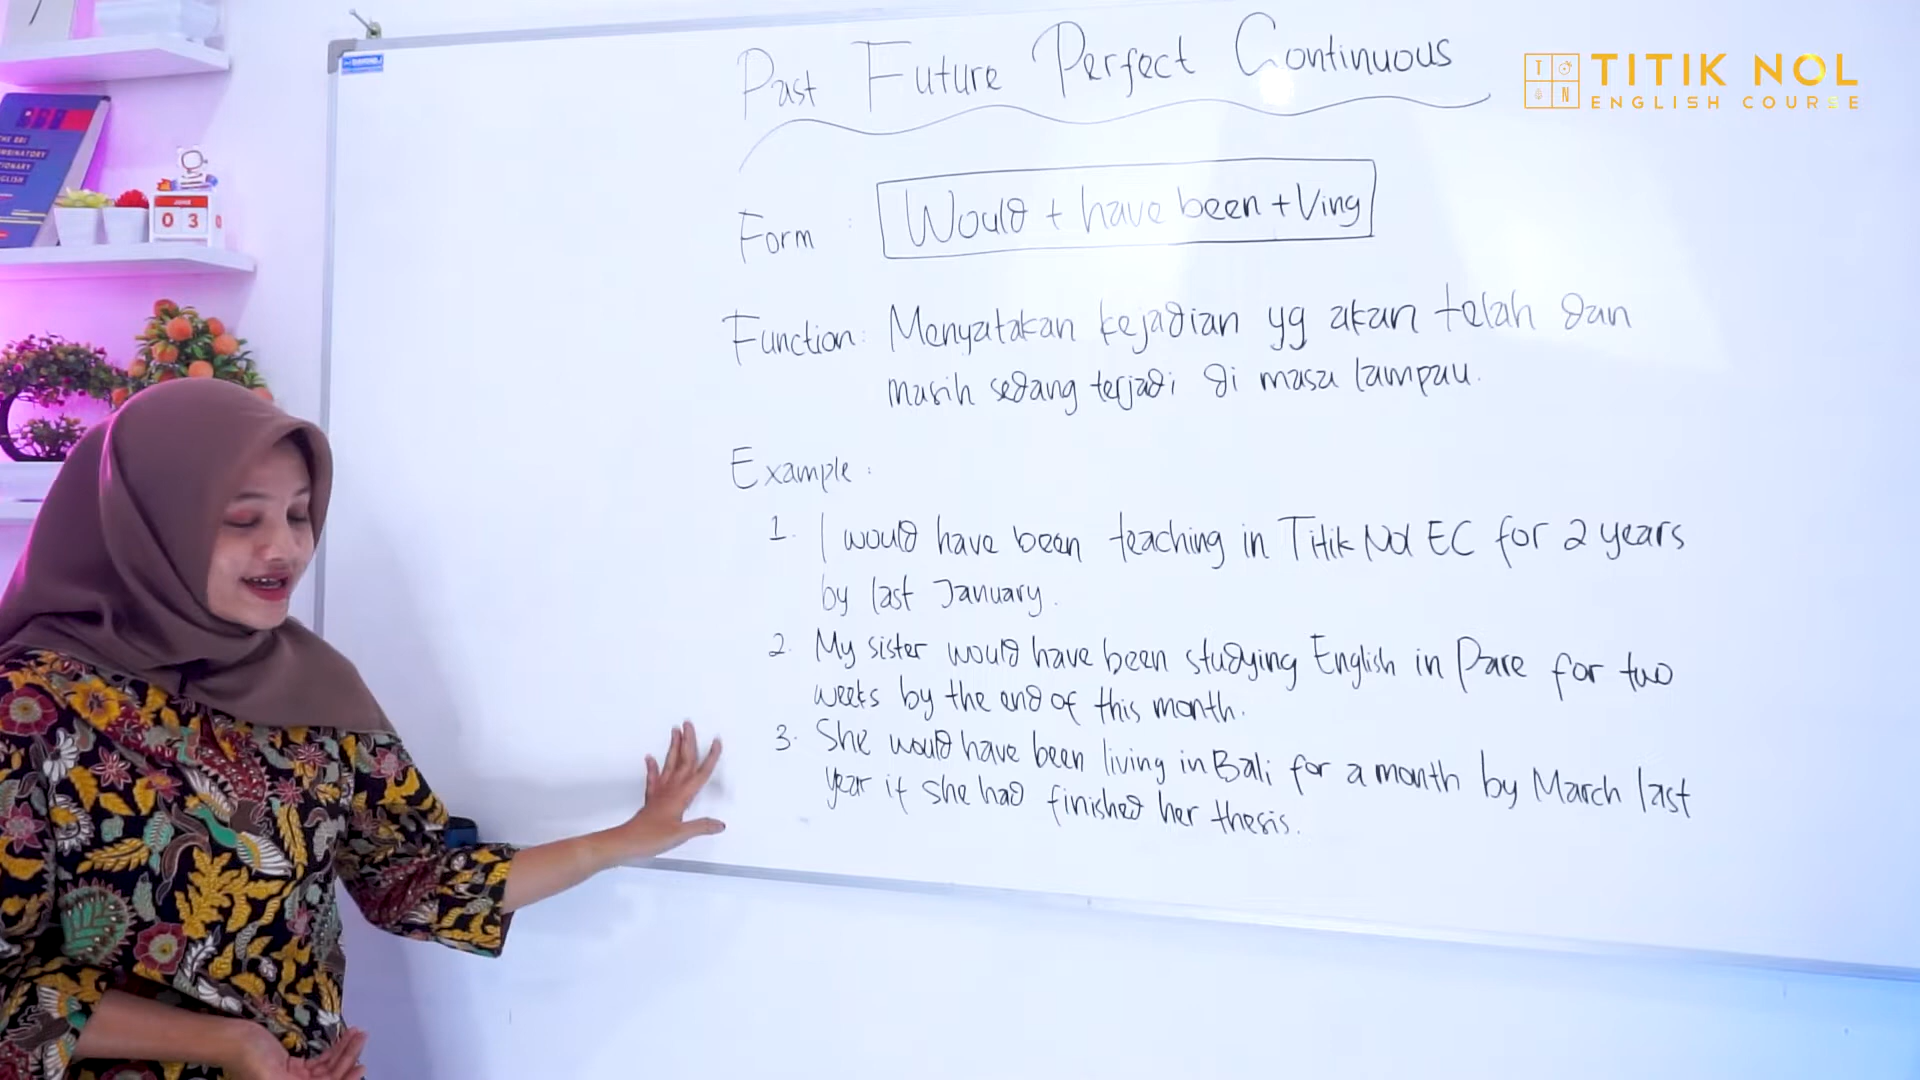 Past Future Perfect Continuous
TITIK NOL
ENGLISH COURSE
Form : Would + have been + Ving
Function: Menyatakan kejadian yg akan telah dan
masih sedang terjadi di masa lampau.
Example:
1. I would have been teaching in Titik Nol EC for 2 years
by last January.
2. My sister would have been studying English in Pare for two
weeks by the end of this month.
3. She would have been living in Bali for a month by March last
year if she had finished her thesis.
JUNE
03